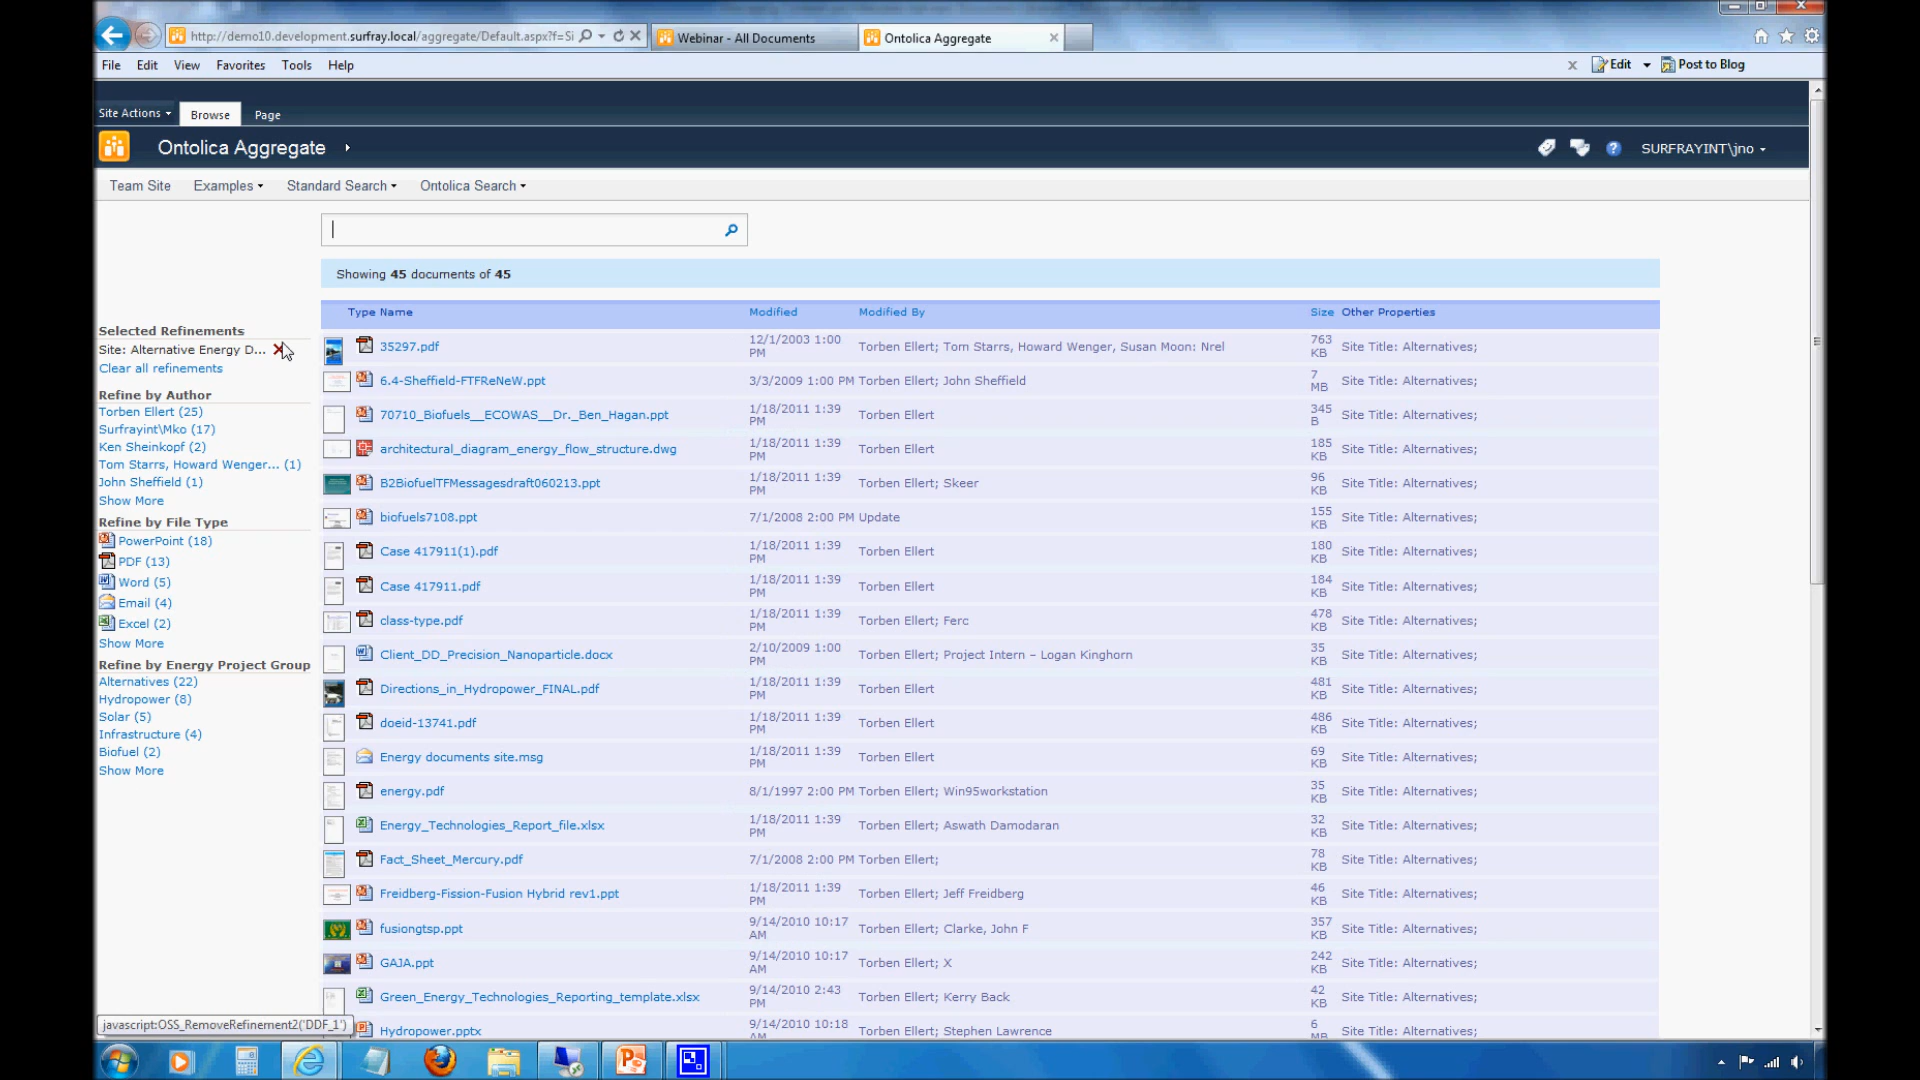 http://demo10.development.surfray.local/aggregate/Default.aspx?f=Si
Webinar - All Documents
Ontolica Aggregate
File Edit View Favorites Tools Help
x Edit Post to Blog
Site Actions Browse Page
Ontolica Aggregate
SURFRAYINT\jno
Team Site Examples Standard Search Ontolica Search
Showing 45 documents of 45
Type Name Modified Modified By Size Other Properties
Selected Refinements
Site: Alternative Energy D...
Clear all refinements
Refine by Author
Torben Ellert (25)
Surfrayint\Mko (17)
Ken Sheinkopf (2)
Tom Starrs, Howard Wenger... (1)
John Sheffield (1)
Show More
Refine by File Type
PowerPoint (18)
PDF (13)
Word (5)
Email (4)
Excel (2)
Show More
Refine by Energy Project Group
Alternatives (22)
Hydropower (8)
Solar (5)
Infrastructure (4)
Biofuel (2)
Show More
35297.pdf 12/1/2003 1:00 PM Torben Ellert; Tom Starrs, Howard Wenger, Susan Moon: Nrel 763 KB Site Title: Alternatives;
6.4-Sheffield-FTFReNeW.ppt 3/3/2009 1:00 PM Torben Ellert; John Sheffield 7 MB Site Title: Alternatives;
70710_Biofuels__ECOWAS__Dr._Ben_Hagan.ppt 1/18/2011 1:39 PM Torben Ellert 345 B Site Title: Alternatives;
architectural_diagram_energy_flow_structure.dwg 1/18/2011 1:39 PM Torben Ellert 185 KB Site Title: Alternatives;
B2BiofuelTFMessagesdraft060213.ppt 1/18/2011 1:39 PM Torben Ellert; Skeer 96 KB Site Title: Alternatives;
biofuels7108.ppt 7/1/2008 2:00 PM Update 155 KB Site Title: Alternatives;
Case 417911(1).pdf 1/18/2011 1:39 PM Torben Ellert 180 KB Site Title: Alternatives;
Case 417911.pdf 1/18/2011 1:39 PM Torben Ellert 184 KB Site Title: Alternatives;
class-type.pdf 1/18/2011 1:39 PM Torben Ellert; Ferc 478 KB Site Title: Alternatives;
Client_DD_Precision_Nanoparticle.docx 2/10/2009 1:00 PM Torben Ellert; Project Intern – Logan Kinghorn 35 KB Site Title: Alternatives;
Directions_in_Hydropower_FINAL.pdf 1/18/2011 1:39 PM Torben Ellert 481 KB Site Title: Alternatives;
doeid-13741.pdf 1/18/2011 1:39 PM Torben Ellert 486 KB Site Title: Alternatives;
Energy documents site.msg 1/18/2011 1:39 PM Torben Ellert 69 KB Site Title: Alternatives;
energy.pdf 8/1/1997 2:00 PM Torben Ellert; Win95workstation 35 KB Site Title: Alternatives;
Energy_Technologies_Report_file.xlsx 1/18/2011 1:39 PM Torben Ellert; Aswath Damodaran 32 KB Site Title: Alternatives;
Fact_Sheet_Mercury.pdf 7/1/2008 2:00 PM Torben Ellert; 78 KB Site Title: Alternatives;
Freidberg-Fission-Fusion Hybrid rev1.ppt 1/18/2011 1:39 PM Torben Ellert; Jeff Freidberg 46 KB Site Title: Alternatives;
fusiongtsp.ppt 9/14/2010 10:17 AM Torben Ellert; Clarke, John F 357 KB Site Title: Alternatives;
GAJA.ppt 9/14/2010 10:17 AM Torben Ellert; X 242 KB Site Title: Alternatives;
Green_Energy_Technologies_Reporting_template.xlsx 9/14/2010 2:43 PM Torben Ellert; Kerry Back 42 KB Site Title: Alternatives;
Hydropower.pptx 9/14/2010 10:18 AM Torben Ellert; Stephen Lawrence 6 MB Site Title: Alternatives;
javascript:OSS_RemoveRefinement2('DDF_1')